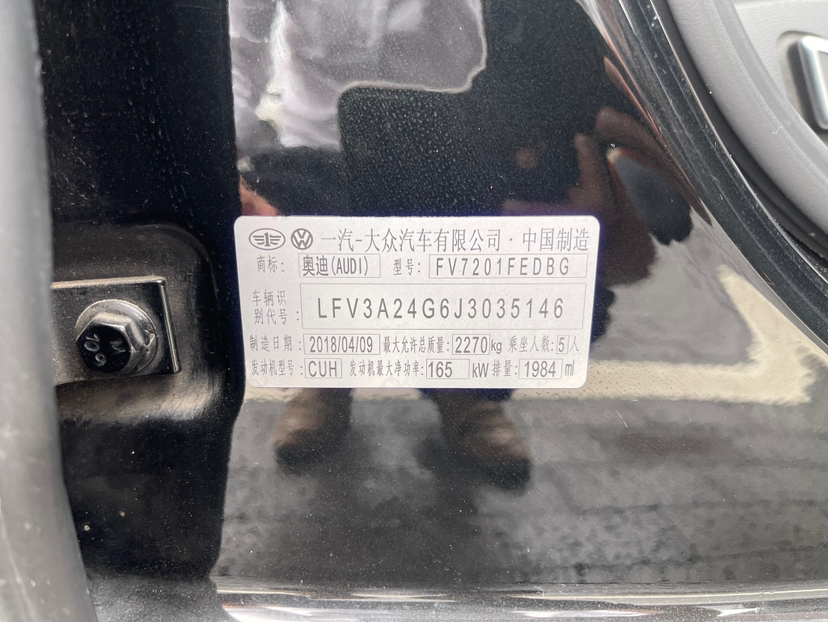 一汽-大众汽车有限公司·中国制造
商标: 奥迪(AUDI) 型号: FV7201FEDBG
车辆识别代号: LFV3A24G6J3035146
制造日期: 2018/04/09 最大允许总质量: 2270kg 乘坐人数: 5人
发动机型号: CUH 发动机最大净功率: 165 kW 排量: 1984 ml